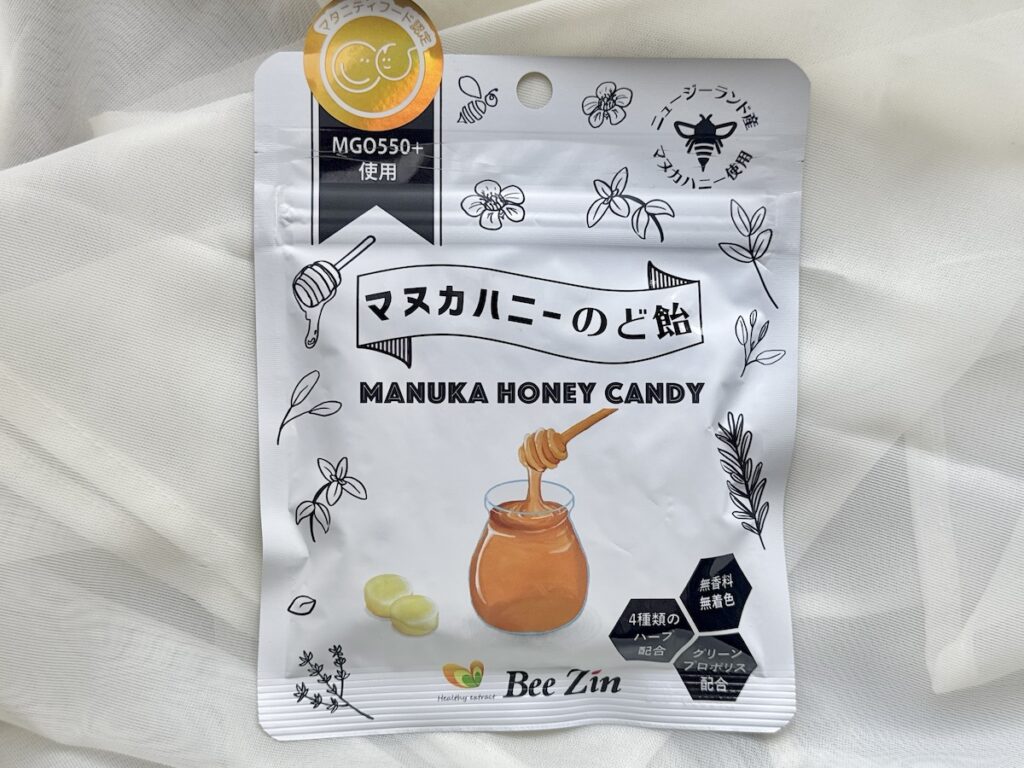 マタニティフード認定
MGO550+
使用
ニュージーランド産
マヌカハニー使用
マヌカハニーのど飴
MANUKA HONEY CANDY
無香料
無着色
4種類の
ハーブ
配合
グリーン
プロポリス
配合
Healthy extract
Bee Zin